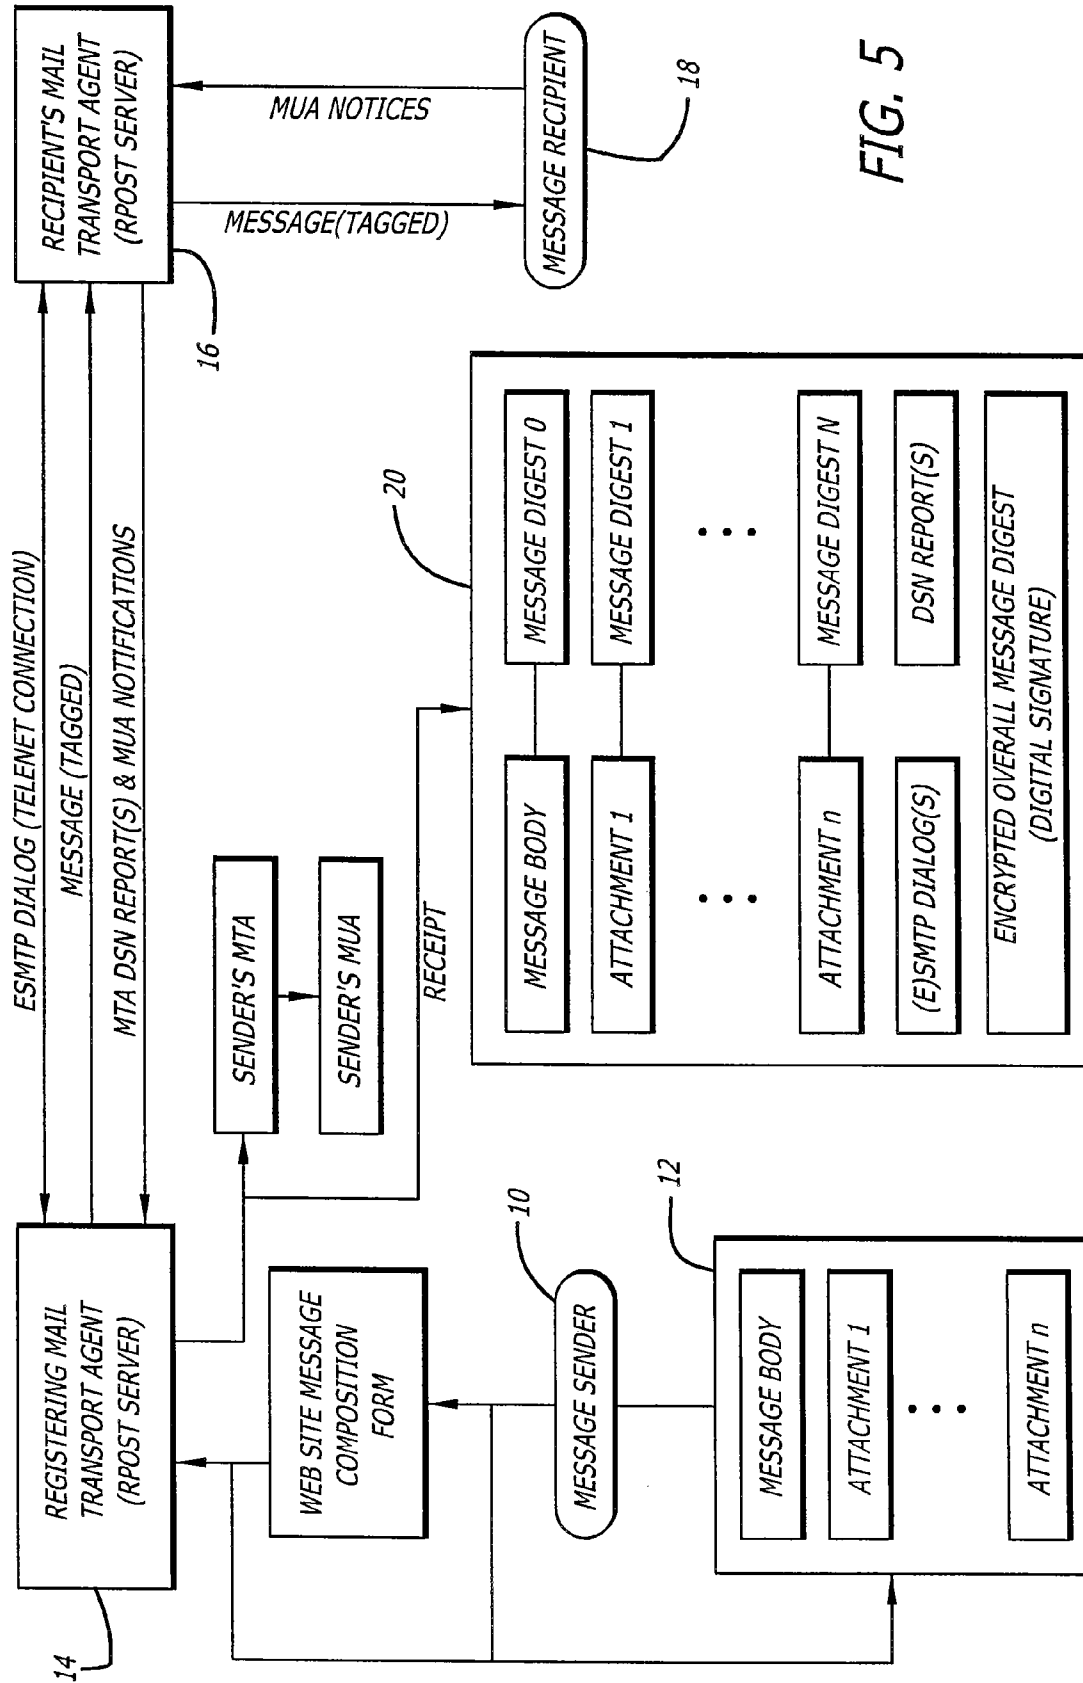 ESMTP DIALOG (TELENET CONNECTION)
MESSAGE (TAGGED)
MTA DSN REPORT(S) & MUA NOTIFICATIONS
REGISTERING MAIL
TRANSPORT AGENT
(RPOST SERVER)
14
RECIPIENT'S MAIL
TRANSPORT AGENT
(RPOST SERVER)
16
SENDER'S MTA
SENDER'S MUA
RECEIPT
MESSAGE(TAGGED)
MUA NOTICES
WEB SITE MESSAGE
COMPOSITION
FORM
10
MESSAGE SENDER
12
MESSAGE BODY
ATTACHMENT 1
• • •
ATTACHMENT n
20
MESSAGE BODY
MESSAGE DIGEST 0
ATTACHMENT 1
MESSAGE DIGEST 1
• • •
• • •
ATTACHMENT n
MESSAGE DIGEST N
(E)SMTP DIALOG(S)
DSN REPORT(S)
ENCRYPTED OVERALL MESSAGE DIGEST
(DIGITAL SIGNATURE)
MESSAGE RECIPIENT
18
FIG. 5